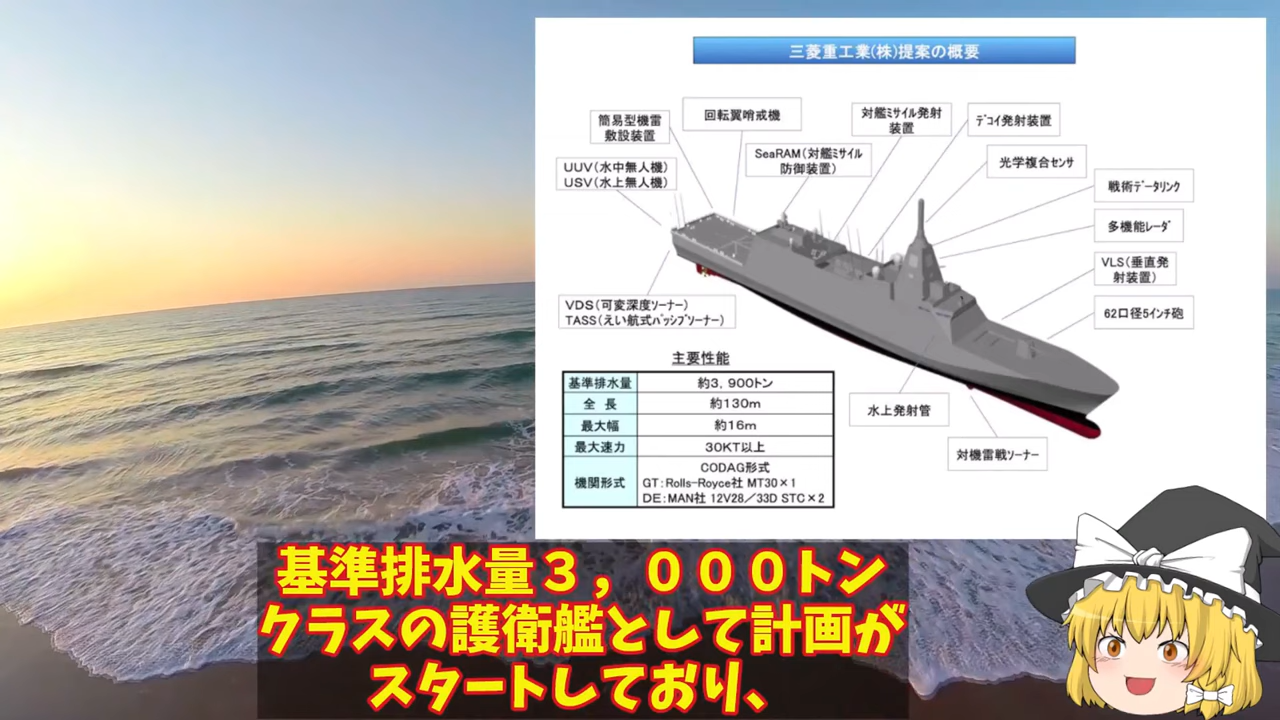 三菱重工業(株)提案の概要
簡易型機雷
敷設装置
回転翼哨戒機
対艦ミサイル発射
装置
デコイ発射装置
UUV(水中無人機)
USV(水上無人機)
SeaRAM(対艦ミサイル
防御装置)
光学複合センサ
戦術データリンク
多機能レーダ
VLS(垂直発
射装置)
62口径5インチ砲
VDS(可変深度ソーナー)
TASS(えい航式パッシブソーナー)
水上発射管
対機雷戦ソーナー
主要性能
基準排水量 約3,900トン
全 長 約130m
最大幅 約16m
最大速力 30KT以上
機関形式 CODAG形式
GT:Rolls-Royce社 MT30×1
DE:MAN社 12V28/33D STC×2
基準排水量3,000トン
クラスの護衛艦として計画が
スタートしており、